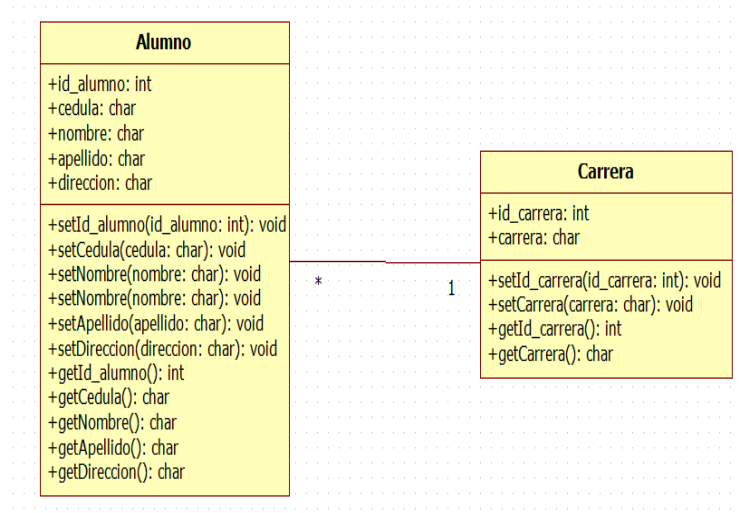 Alumno
+id_alumno: int
+cedula: char
+nombre: char
+apellido: char
+direccion: char
+setId_alumno(id_alumno: int): void
+setCedula(cedula: char): void
+setNombre(nombre: char): void
+setNombre(nombre: char): void
+setApellido(apellido: char): void
+setDireccion(direccion: char): void
+getId_alumno(): int
+getCedula(): char
+getNombre(): char
+getApellido(): char
+getDireccion(): char
*
1
Carrera
+id_carrera: int
+carrera: char
+setId_carrera(id_carrera: int): void
+setCarrera(carrera: char): void
+getId_carrera(): int
+getCarrera(): char